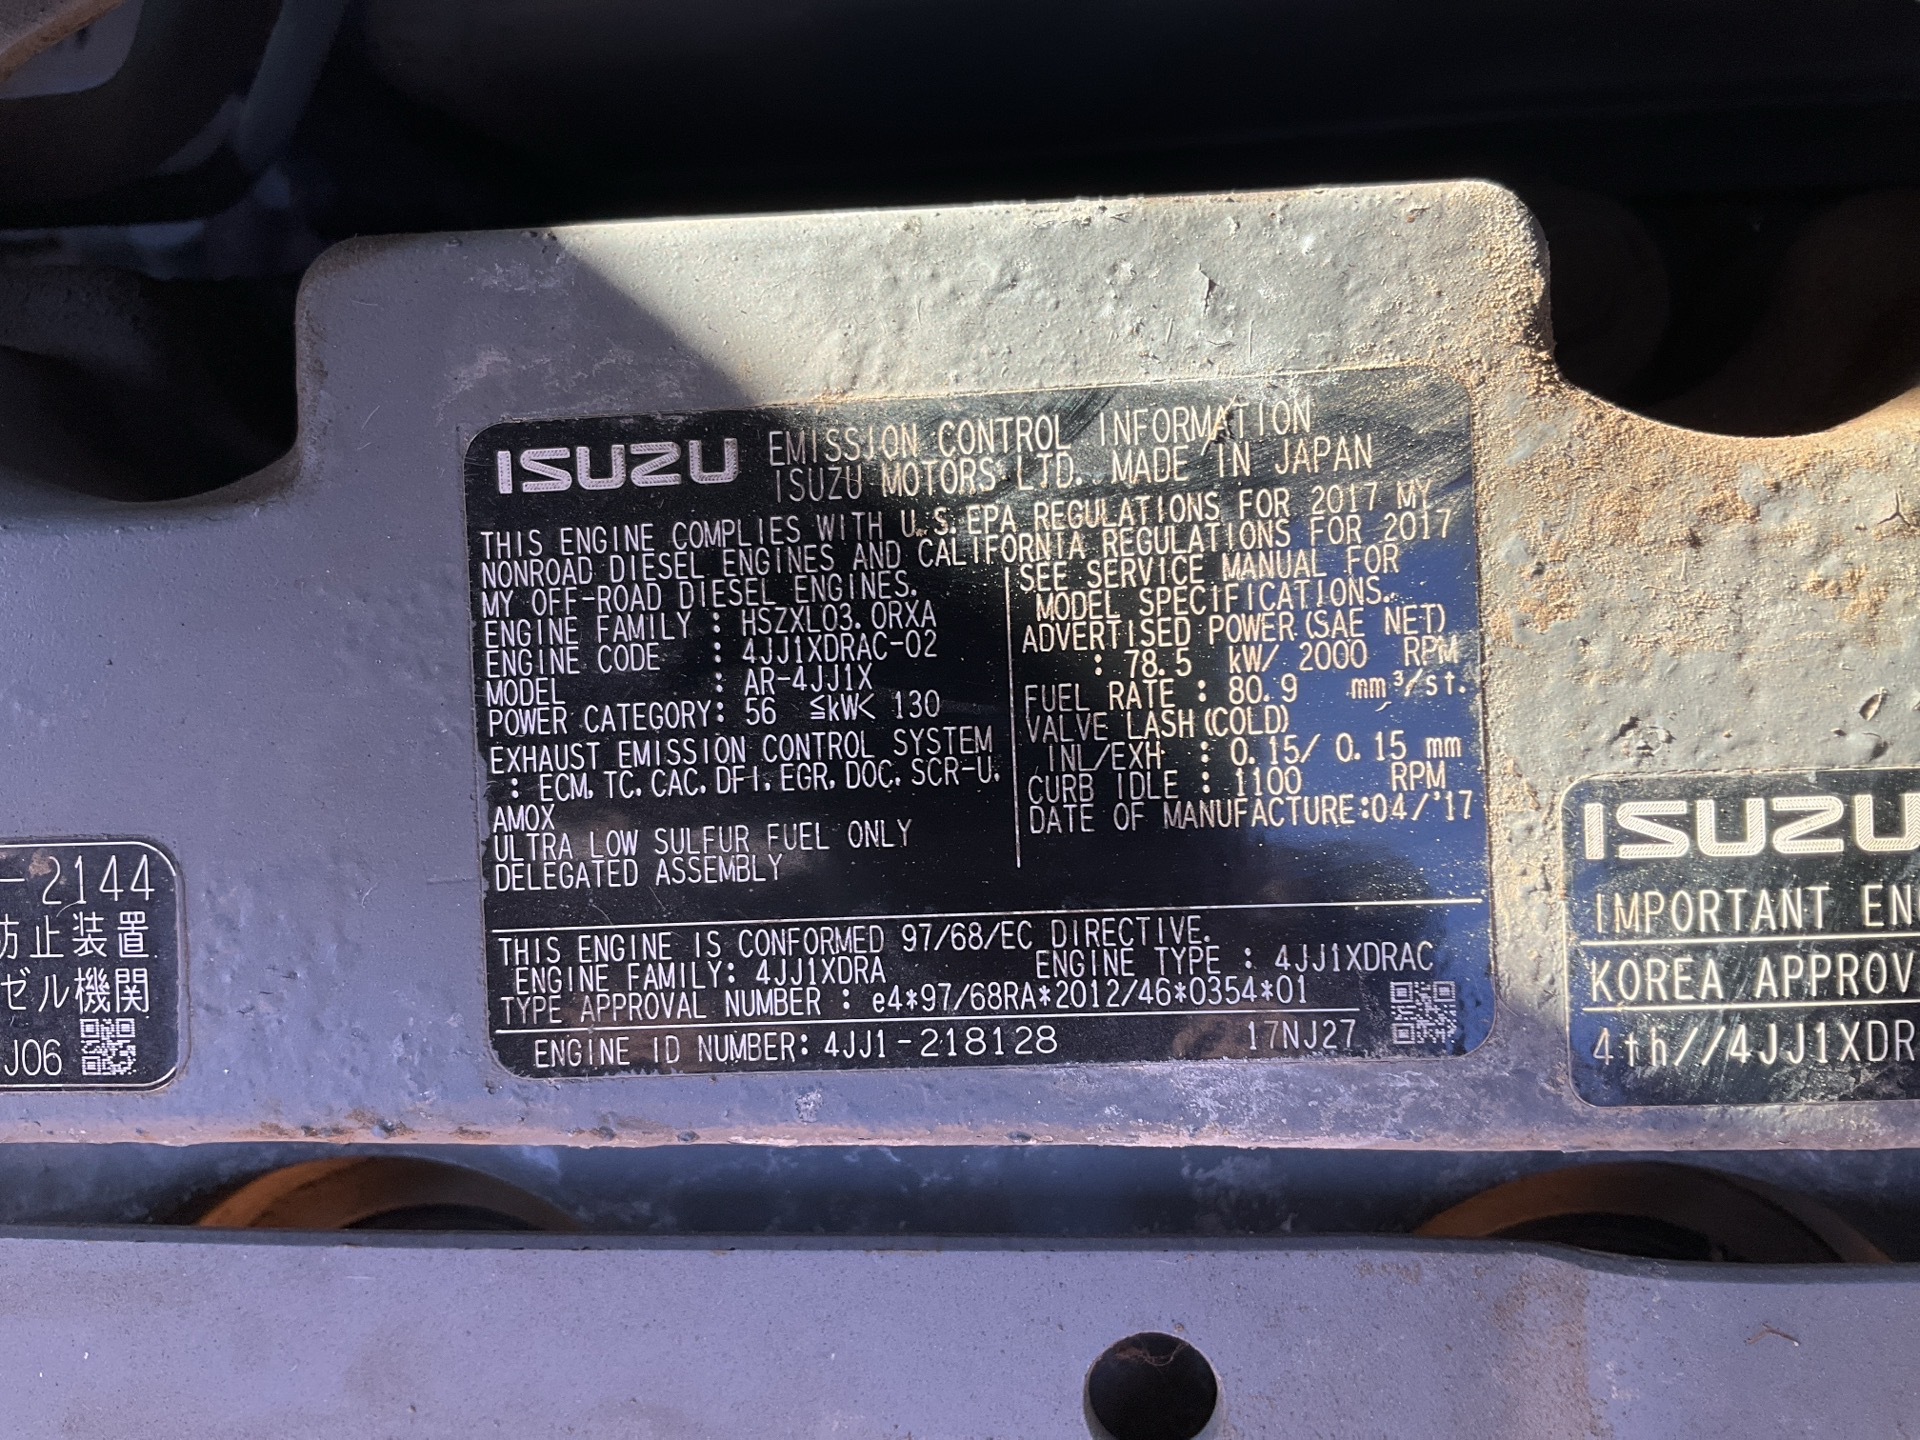 ISUZU EMISSION CONTROL INFORMATION
ISUZU MOTORS LTD. MADE IN JAPAN
THIS ENGINE COMPLIES WITH U.S.EPA REGULATIONS FOR 2017 MY
NONROAD DIESEL ENGINES AND CALIFORNIA REGULATIONS FOR 2017
MY OFF-ROAD DIESEL ENGINES.
ENGINE FAMILY : HSZXL03.0RXA
ENGINE CODE : 4JJ1XDRAC-02
MODEL : AR-4JJ1X
POWER CATEGORY: 56 ≦kW< 130
EXHAUST EMISSION CONTROL SYSTEM
: ECM, TC, CAC, DFI, EGR, DOC, SCR-U,
AMOX
ULTRA LOW SULFUR FUEL ONLY
DELEGATED ASSEMBLY
SEE SERVICE MANUAL FOR
MODEL SPECIFICATIONS.
ADVERTISED POWER(SAE NET)
: 78.5 kW/ 2000 RPM
FUEL RATE : 80.9 mm³/st.
VALVE LASH(COLD)
INL/EXH : 0.15/ 0.15 mm
CURB IDLE : 1100 RPM
DATE OF MANUFACTURE:04/'17
THIS ENGINE IS CONFORMED 97/68/EC DIRECTIVE.
ENGINE FAMILY: 4JJ1XDRA ENGINE TYPE : 4JJ1XDRAC
TYPE APPROVAL NUMBER : e4*97/68RA*2012/46*0354*01
ENGINE ID NUMBER: 4JJ1-218128 17NJ27
-2144
防止装置
ゼル機関
J06
ISUZU
IMPORTANT EN
KOREA APPROV
4th//4JJ1XDR